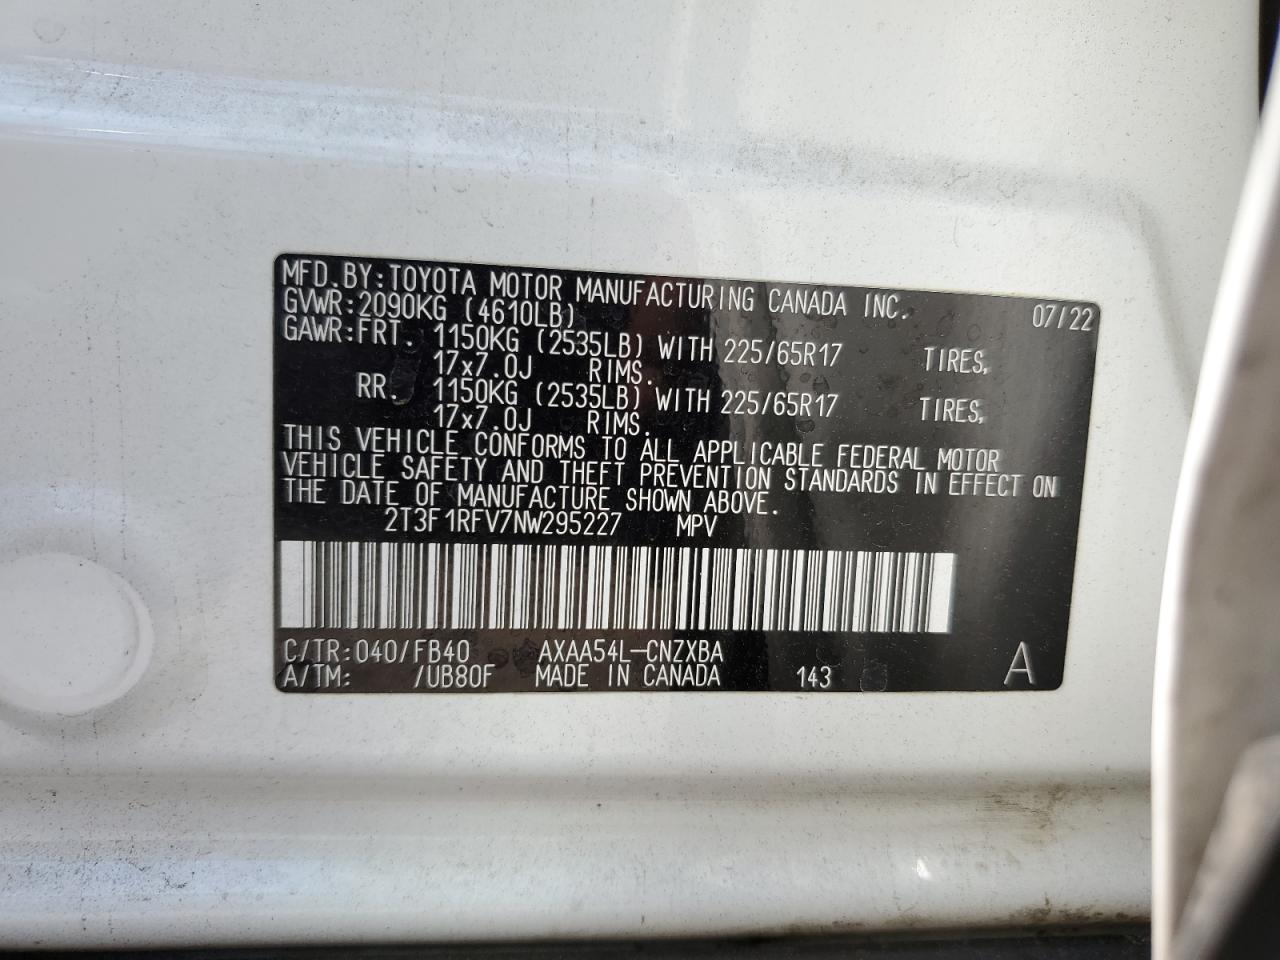 MFD.BY:TOYOTA MOTOR MANUFACTURING CANADA INC. 07/22
GVWR:2090KG (4610LB)
GAWR:FRT. 1150KG (2535LB) WITH 225/65R17 TIRES,
17x7.0J RIMS.
RR. 1150KG (2535LB) WITH 225/65R17 TIRES,
17x7.0J RIMS.
THIS VEHICLE CONFORMS TO ALL APPLICABLE FEDERAL MOTOR
VEHICLE SAFETY AND THEFT PREVENTION STANDARDS IN EFFECT ON
THE DATE OF MANUFACTURE SHOWN ABOVE.
2T3F1RFV7NW295227 MPV
C/TR:040/FB40 AXAA54L-CNZXBA
A/TM: /UB80F MADE IN CANADA 143 A